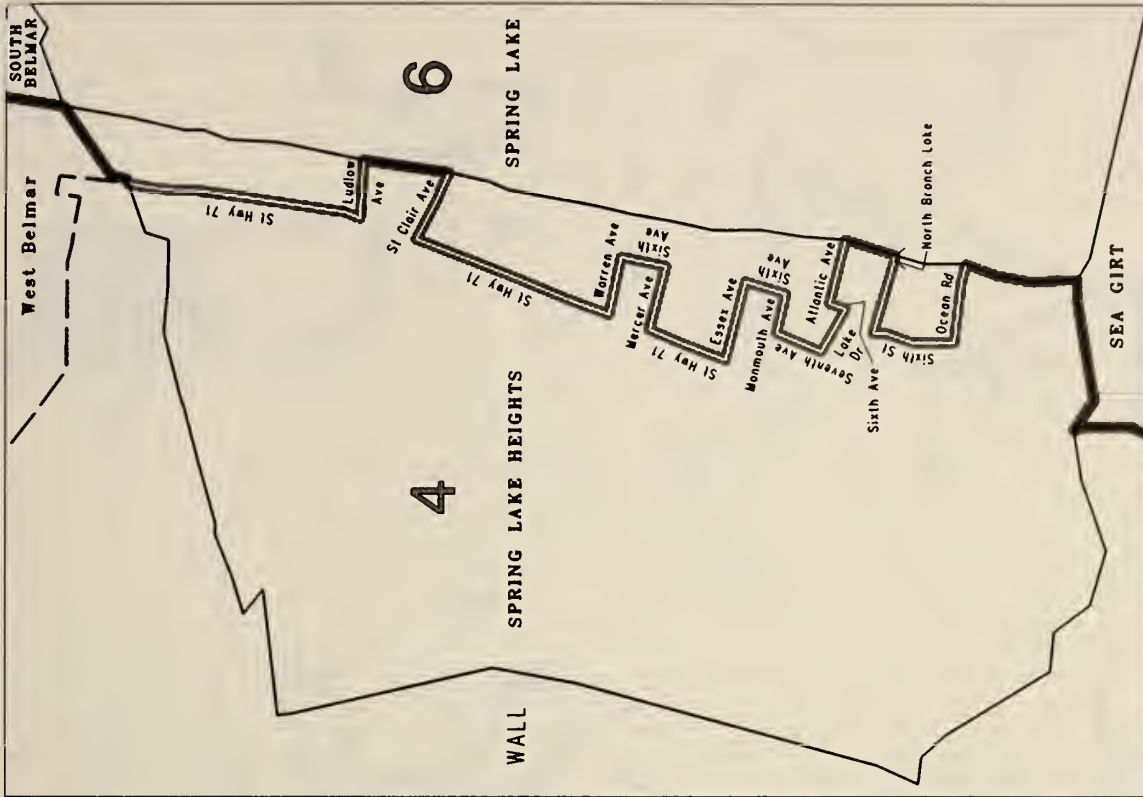 SOUTH
BELMAR
West Belmar
6
SPRING LAKE
Ludlow
Ave
St Hwy 71
St Clair Ave
St Hwy 71
Warren Ave
Sixth
Ave
Mercer Ave
St Hwy 71
Essex Ave
Sixth
Ave
Monmouth Ave
Seventh Ave
Atlantic Ave
Lake
Dr
Sixth Ave
North Branch Lake
Sixth St
Ocean Rd
4
SPRING LAKE HEIGHTS
WALL
SEA GIRT